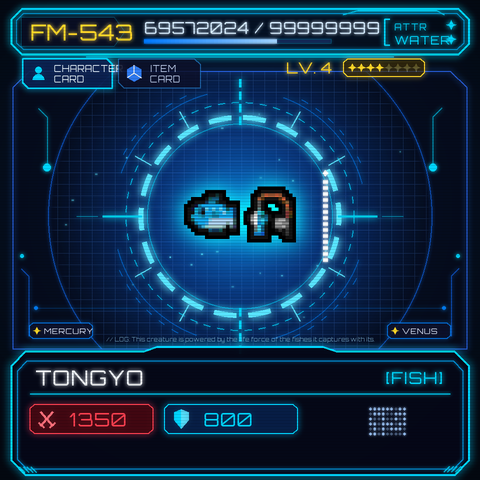 FM-543
69572024 / 99999999
ATTR
WATER
CHARACTER
CARD
ITEM
CARD
LV. 4
MERCURY
VENUS
// LOG: This creature is powered by the life force of the fishes it captures with its
TONGYO
[FISH]
1350
800